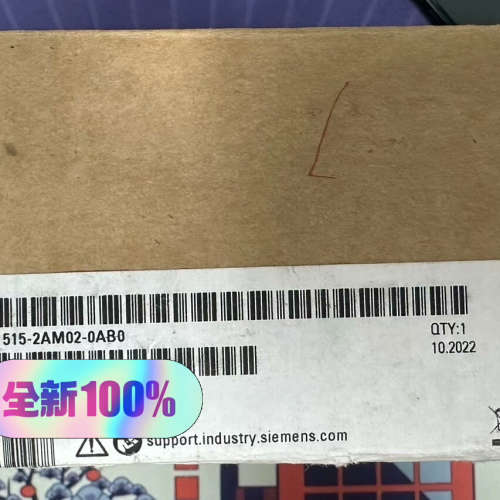 515-2AM02-0AB0
QTY:1
10.2022
全新100%
support.industry.siemens.com